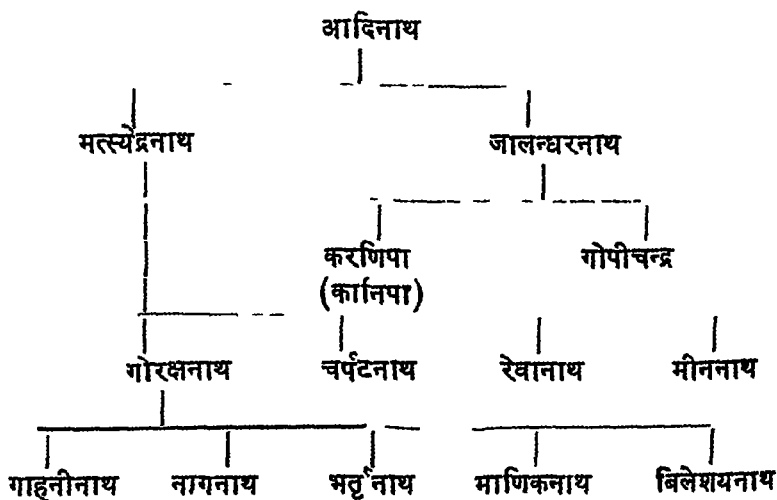 आदिनाथ
मत्स्येंद्रनाथ जालन्धरनाथ
करणिपा गोपीचन्द्र
(कानिपा)
गोरक्षनाथ चर्पटनाथ रेवानाथ मीननाथ
गाहनीनाथ नागनाथ भर्तृनाथ माणिकनाथ बिलेशयनाथ